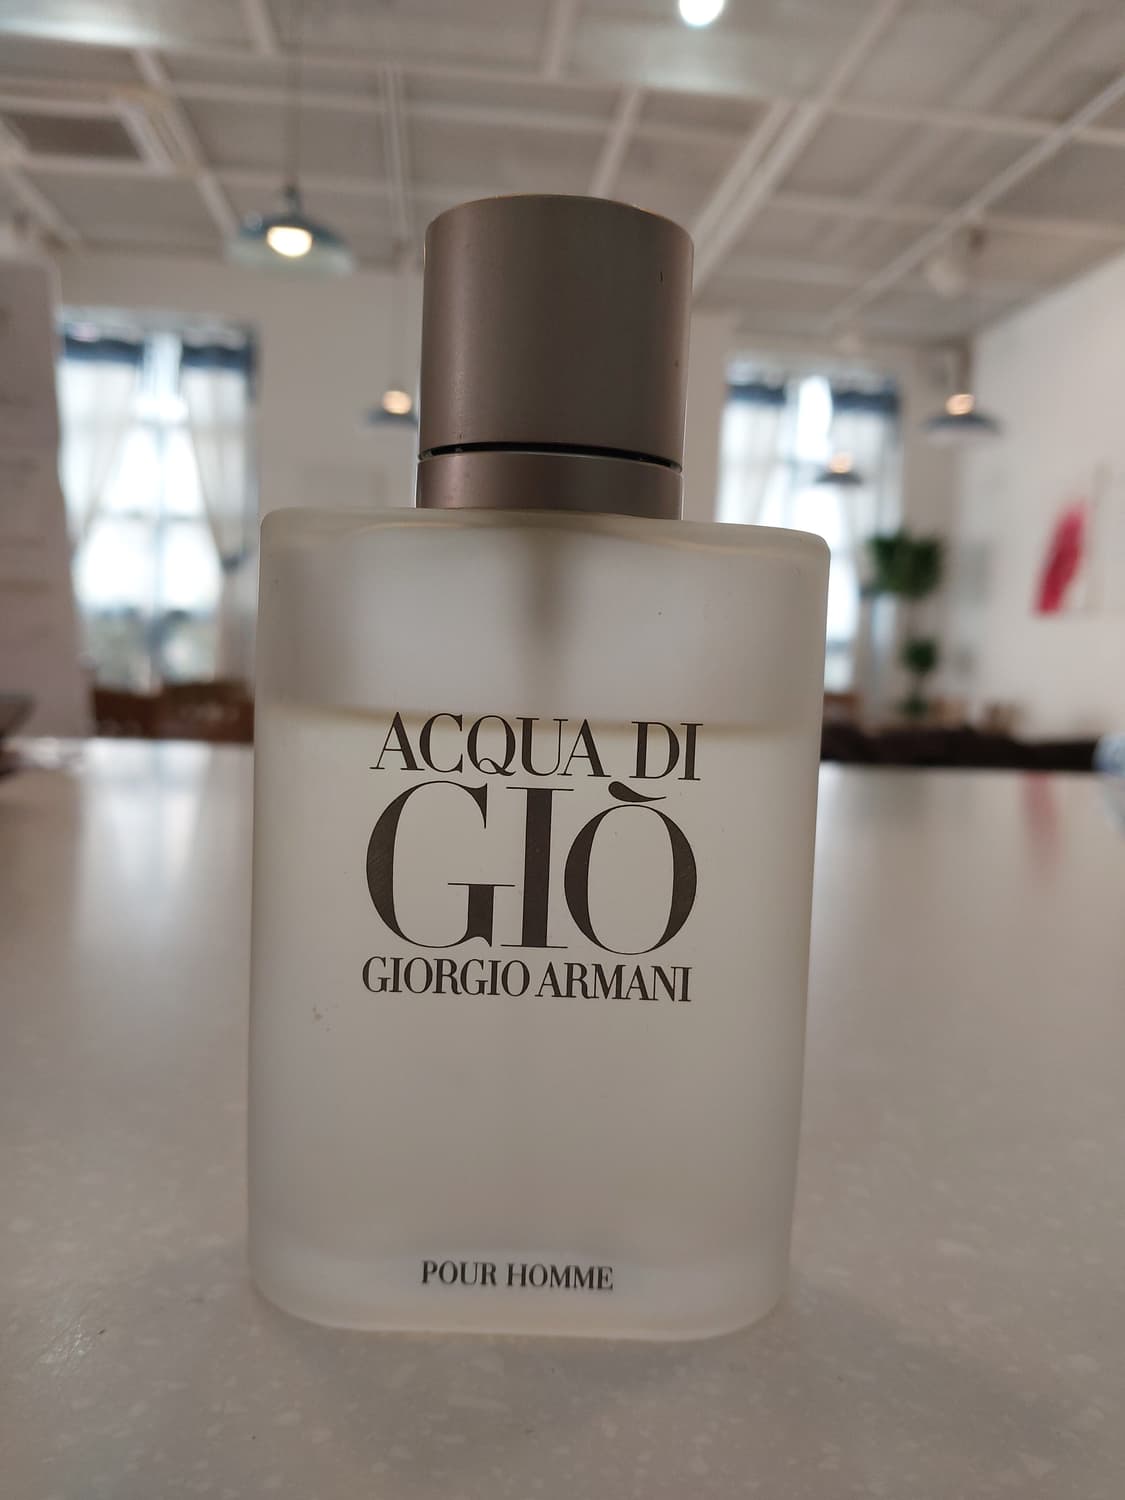 ACQUA DI
GIÒ
GIORGIO ARMANI
POUR HOMME